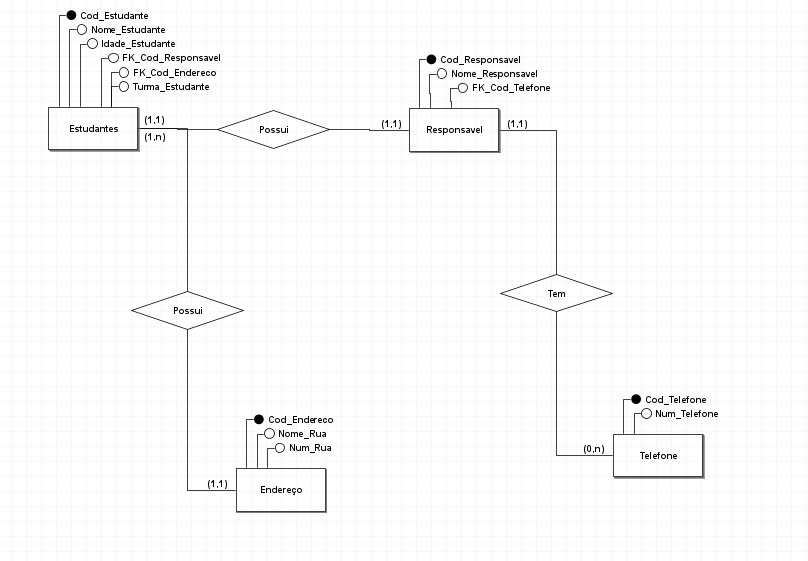 Cod_Estudante
Nome_Estudante
Idade_Estudante
FK_Cod_Responsavel
FK_Cod_Endereco
Turma_Estudante
Estudantes
(1,1)
(1,n)
Possui
(1,1)
Cod_Responsavel
Nome_Responsavel
FK_Cod_Telefone
Responsavel
(1,1)
Possui
Tem
Cod_Endereco
Nome_Rua
Num_Rua
(1,1)
Endereço
Cod_Telefone
Num_Telefone
(0,n)
Telefone